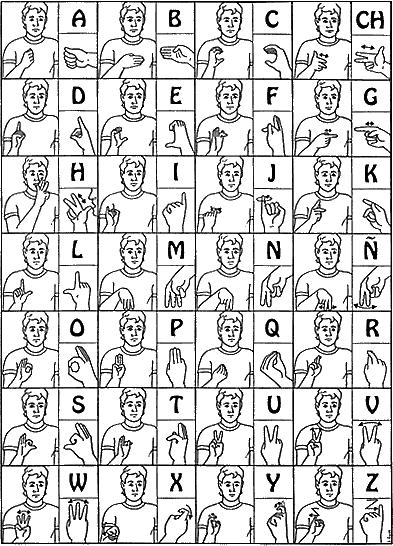 A B C CH
D E F G
H I J K
L M N Ñ
O P Q R
S T U V
W X Y Z